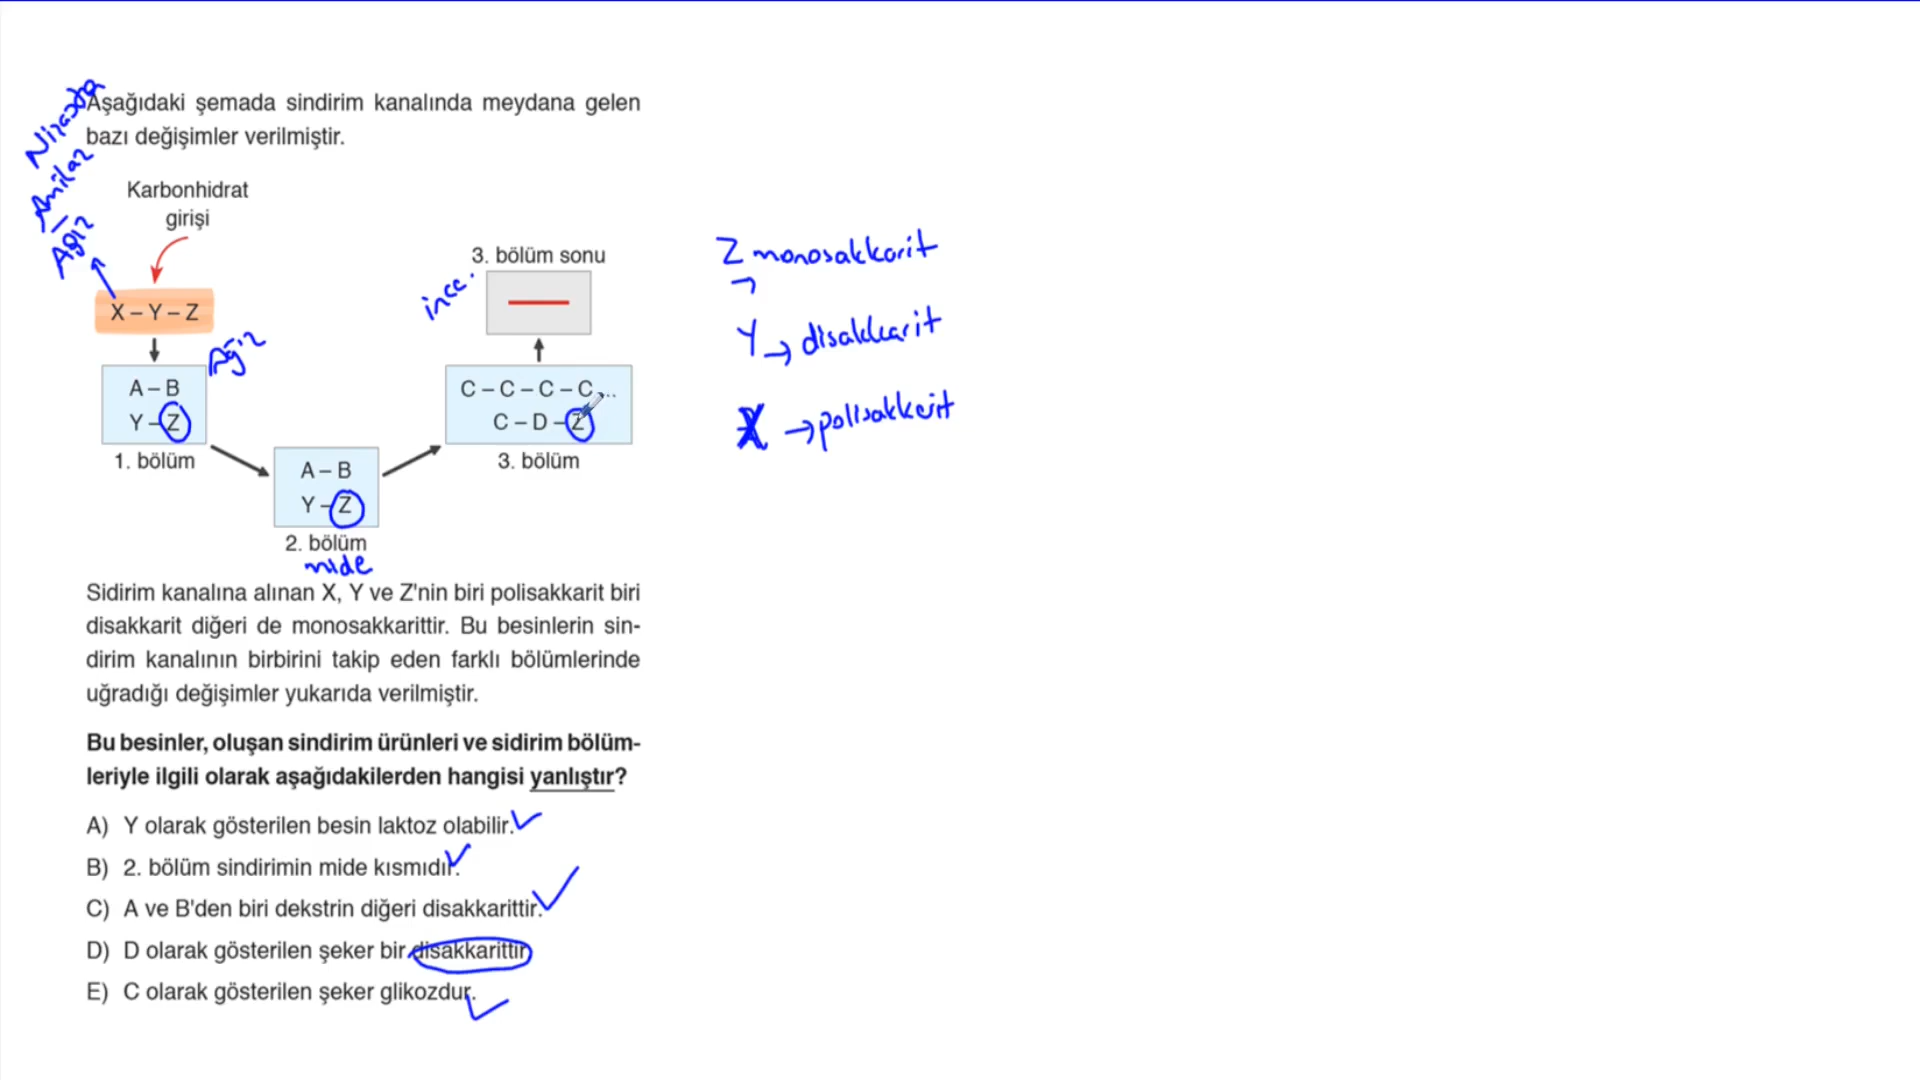 Aşağıdaki şemada sindirim kanalında meydana gelen
bazı değişimler verilmiştir.
Nişasta
Amilaz
Ağız
Karbonhidrat
girişi
X – Y – Z
Ağız
A – B
Y – Z
1. bölüm
A – B
Y – Z
2. bölüm
mide
3. bölüm sonu
ince.
C – C – C – C ...
C – D – Z
3. bölüm
Z monosakkarit
→
Y → disakkarit
X → polisakkarit
Sidirim kanalına alınan X, Y ve Z'nin biri polisakkarit biri
disakkarit diğeri de monosakkarittir. Bu besinlerin sin-
dirim kanalının birbirini takip eden farklı bölümlerinde
uğradığı değişimler yukarıda verilmiştir.
Bu besinler, oluşan sindirim ürünleri ve sidirim bölüm-
leriyle ilgili olarak aşağıdakilerden hangisi yanlıştır?
A) Y olarak gösterilen besin laktoz olabilir.
B) 2. bölüm sindirimin mide kısmıdır.
C) A ve B'den biri dekstrin diğeri disakkarittir.
D) D olarak gösterilen şeker bir disakkarittir.
E) C olarak gösterilen şeker glikozdur.